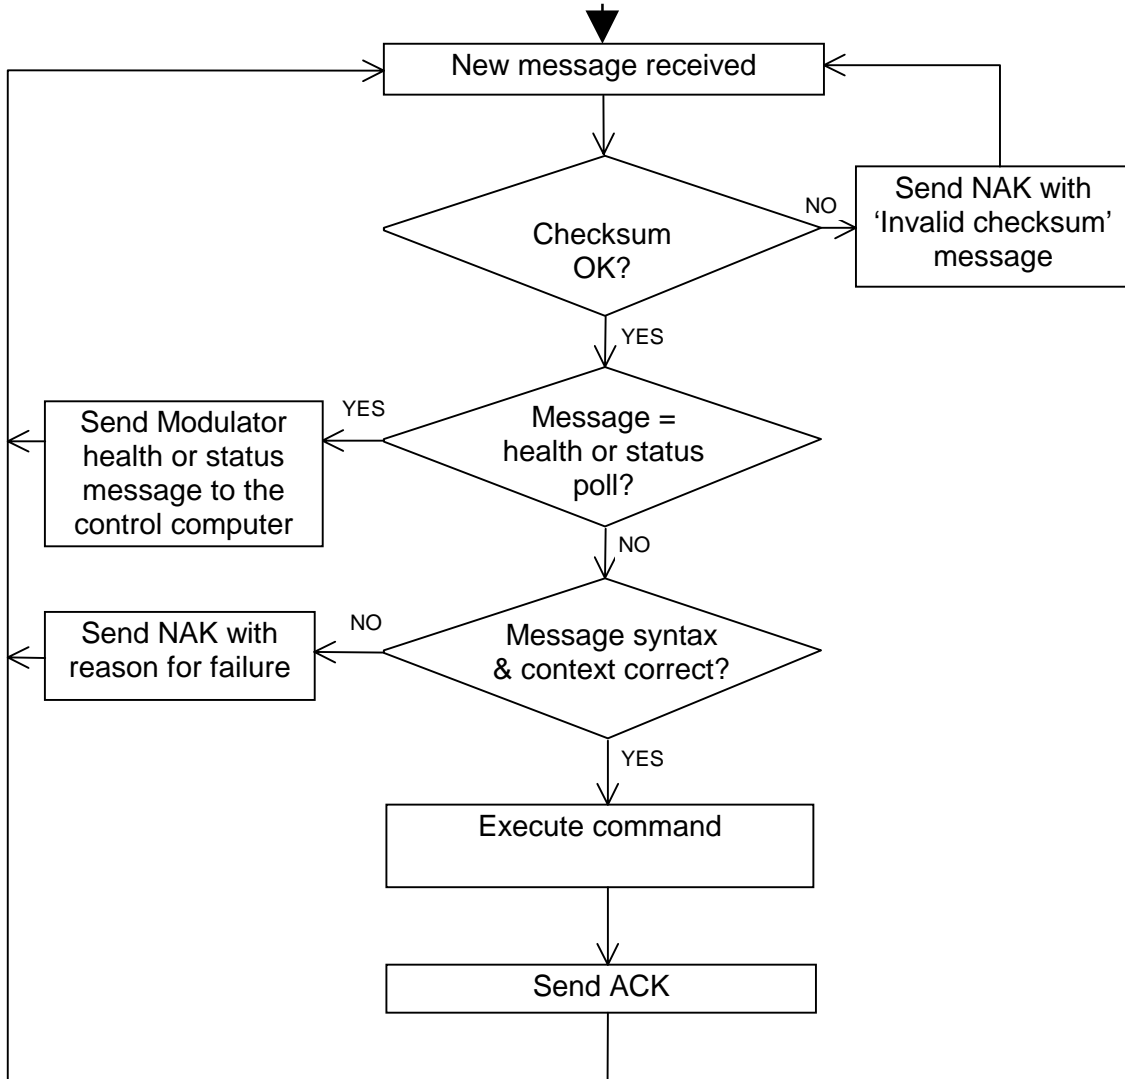 New message received
Checksum
OK?
NO
Send NAK with
‘Invalid checksum’
message
YES
Message =
health or status
poll?
YES
Send Modulator
health or status
message to the
control computer
NO
Message syntax
& context correct?
NO
Send NAK with
reason for failure
YES
Execute command
Send ACK